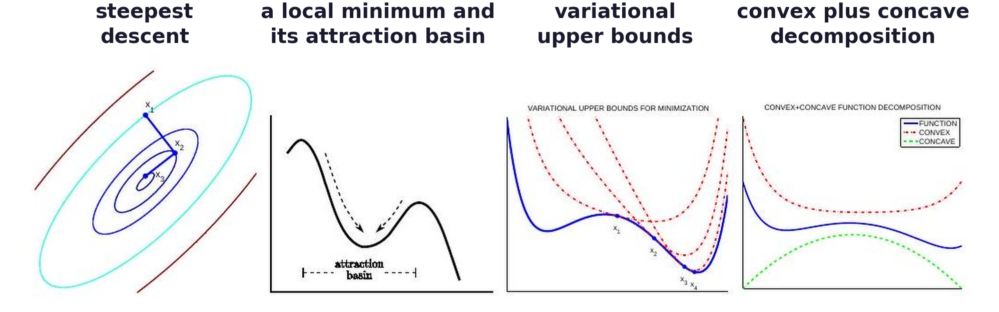 steepest
descent
a local minimum and
its attraction basin
variational
upper bounds
convex plus concave
decomposition
x1
x2
x3
attraction
basin
VARIATIONAL UPPER BOUNDS FOR MINIMIZATION
x1
x2
x3 x4
CONVEX+CONCAVE FUNCTION DECOMPOSITION
FUNCTION
CONVEX
CONCAVE